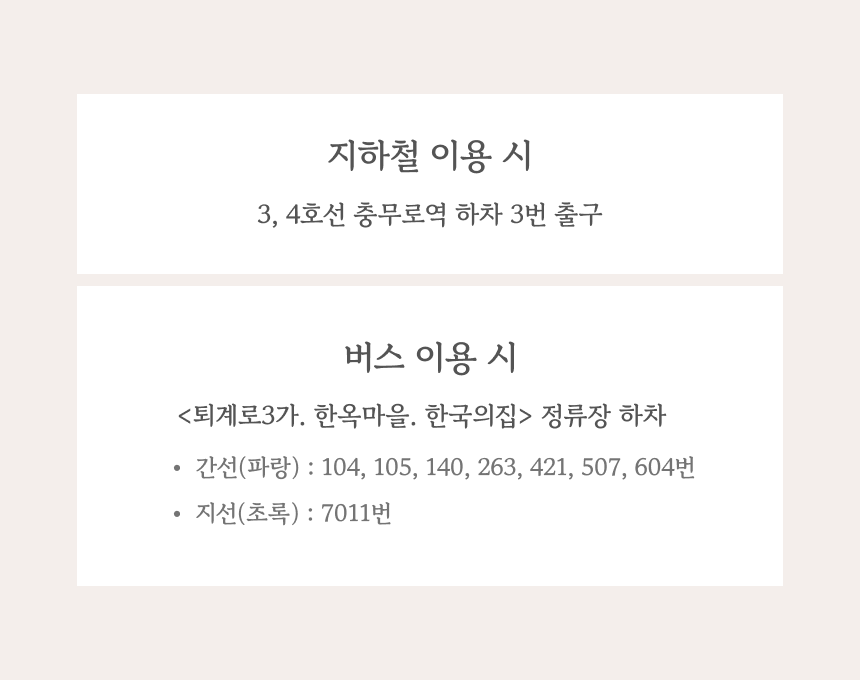 지하철 이용 시
3, 4호선 충무로역 하차 3번 출구
버스 이용 시
<퇴계로3가. 한옥마을. 한국의집> 정류장 하차
• 간선(파랑) : 104, 105, 140, 263, 421, 507, 604번
• 지선(초록) : 7011번